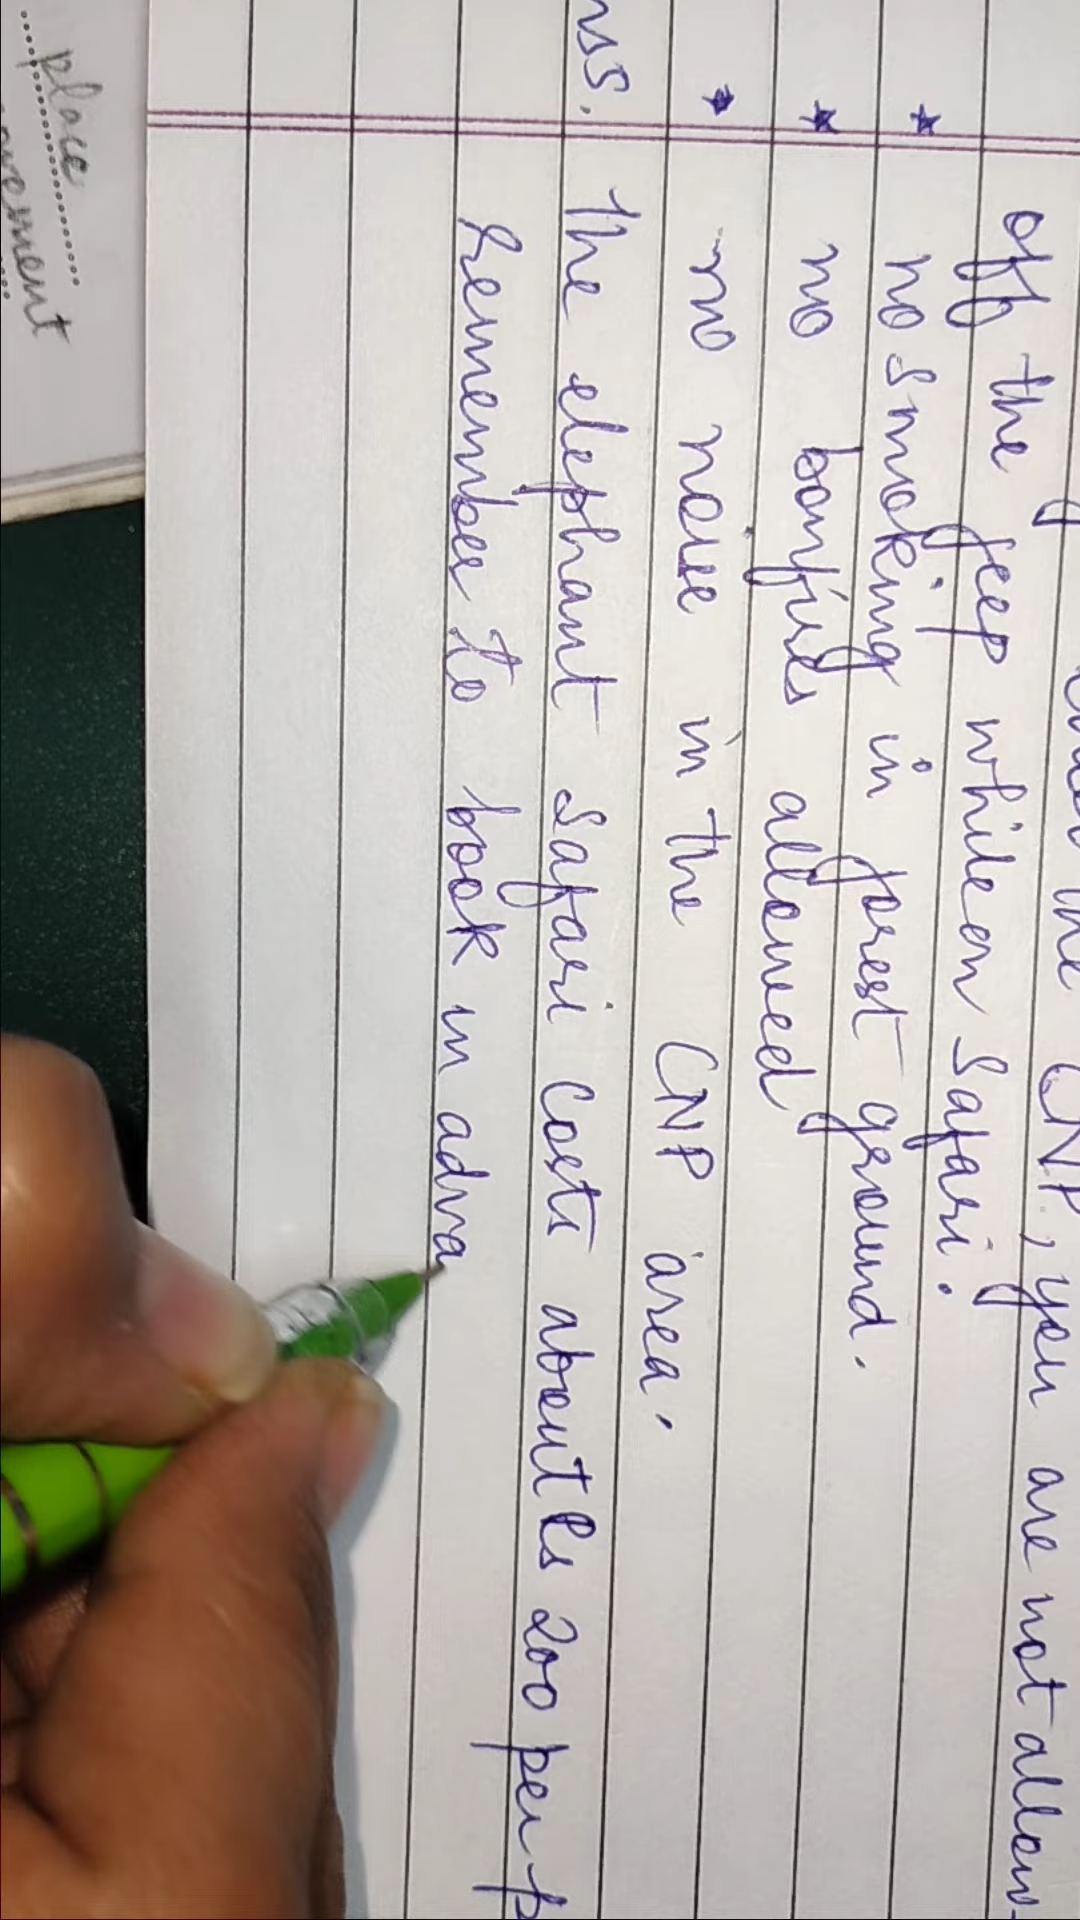 the CNP, you are not allow-
off the jeep while on Safari.
★ no smoking in forest ground.
★ no bonfires allowed
★ no noise in the CNP area.
ns. The elephant Safari Costs about Rs 200 per p
Remember to book in adva
place